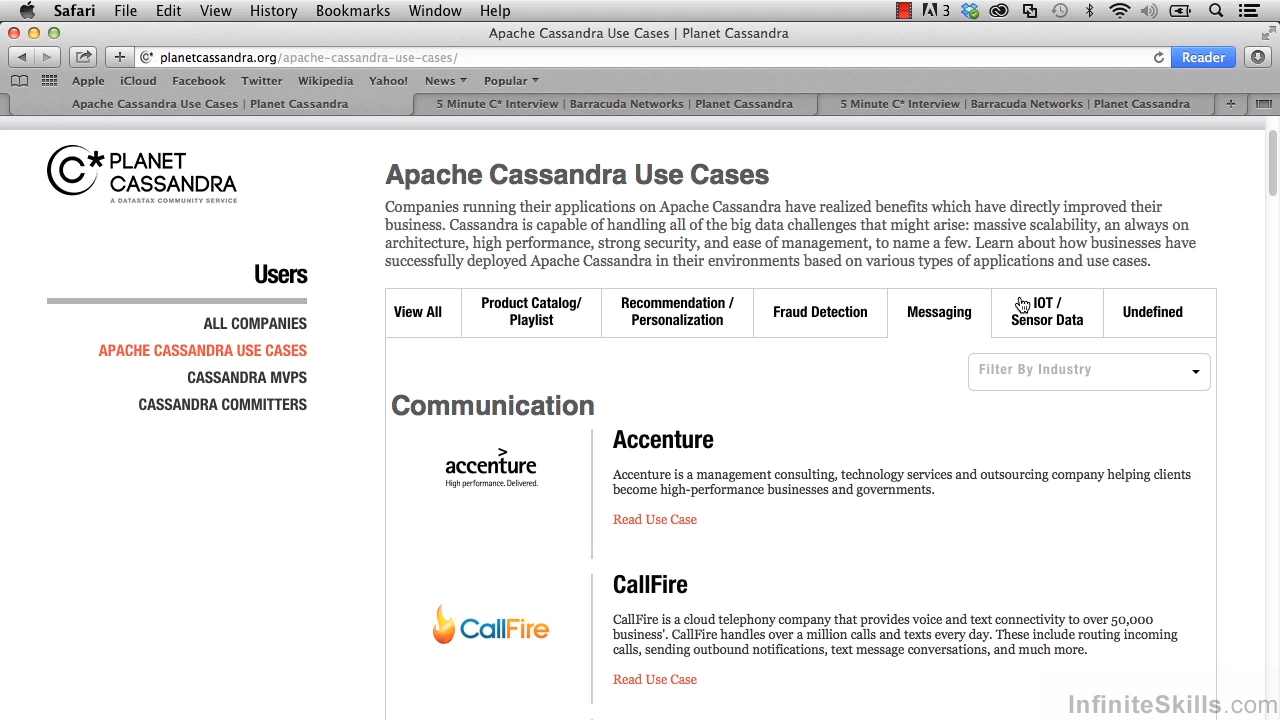 Safari File Edit View History Bookmarks Window Help 3
Apache Cassandra Use Cases | Planet Cassandra
planetcassandra.org/apache-cassandra-use-cases/ Reader
Apple iCloud Facebook Twitter Wikipedia Yahoo! News Popular
Apache Cassandra Use Cases | Planet Cassandra 5 Minute C* Interview | Barracuda Networks | Planet Cassandra 5 Minute C* Interview | Barracuda Networks | Planet Cassandra
C* PLANET
CASSANDRA
A DATASTAX COMMUNITY SERVICE
Users
ALL COMPANIES
APACHE CASSANDRA USE CASES
CASSANDRA MVPS
CASSANDRA COMMITTERS
Apache Cassandra Use Cases
Companies running their applications on Apache Cassandra have realized benefits which have directly improved their
business. Cassandra is capable of handling all of the big data challenges that might arise: massive scalability, an always on
architecture, high performance, strong security, and ease of management, to name a few. Learn about how businesses have
successfully deployed Apache Cassandra in their environments based on various types of applications and use cases.
View All
Product Catalog/
Playlist
Recommendation /
Personalization
Fraud Detection
Messaging
IOT /
Sensor Data
Undefined
Filter By Industry
Communication
accenture
High performance. Delivered.
Accenture
Accenture is a management consulting, technology services and outsourcing company helping clients
become high-performance businesses and governments.
Read Use Case
CallFire
CallFire
CallFire is a cloud telephony company that provides voice and text connectivity to over 50,000
business'. CallFire handles over a million calls and texts every day. These include routing incoming
calls, sending outbound notifications, text message conversations, and much more.
Read Use Case
InfiniteSkills.com